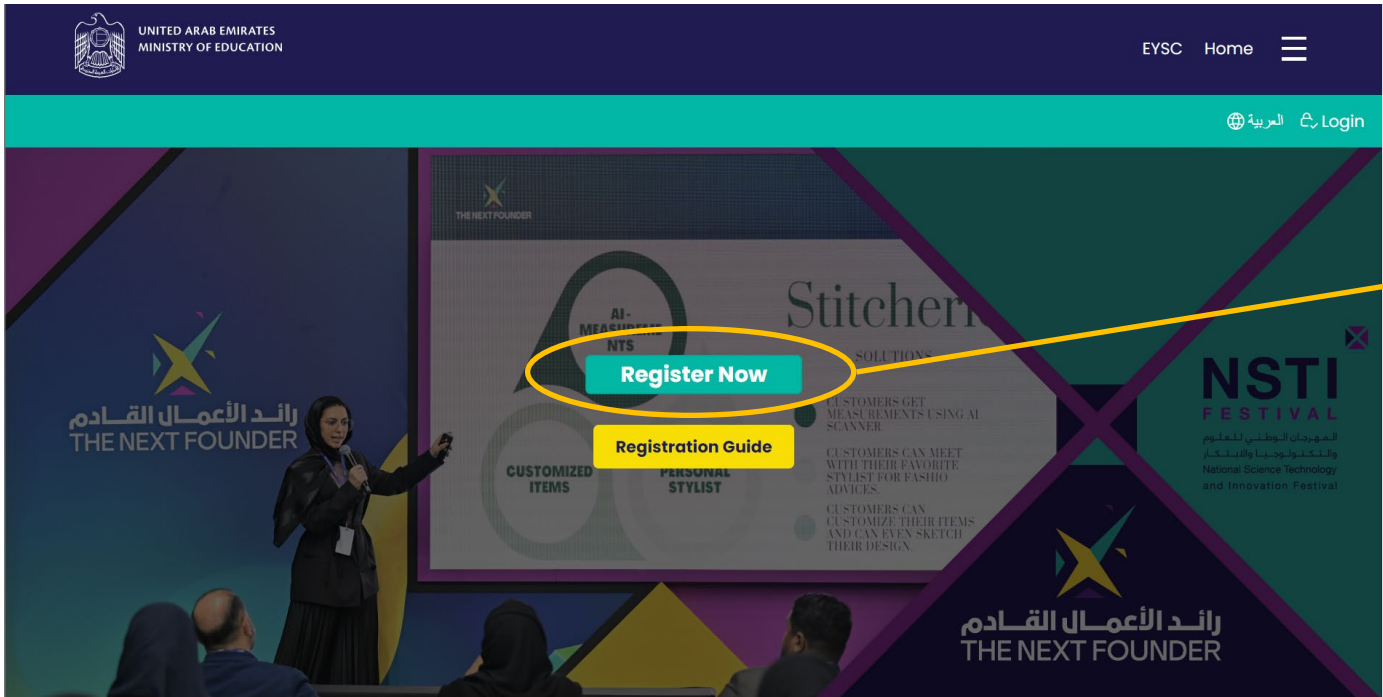 UNITED ARAB EMIRATES
MINISTRY OF EDUCATION
EYSC Home
العربية Login
THE NEXT FOUNDER
AI-
MEASUREME
NTS
CUSTOMIZED
ITEMS
PERSONAL
STYLIST
SOLUTIONS
CUSTOMERS GET
MEASUREMENTS USING AI
SCANNER.
CUSTOMERS CAN MEET
WITH THEIR FAVORITE
STYLIST FOR FASHIO
ADVICES.
CUSTOMERS CAN
CUSTOMIZE THEIR ITEMS
AND CAN EVEN SKETCH
THEIR DESIGN.
Register Now
Registration Guide
رائد الأعمال القادم
THE NEXT FOUNDER
NSTI
FESTIVAL
المهرجان الوطني للعلوم
والتكنولوجيا والابتكار
National Science Technology
and Innovation Festival
رائد الأعمال القادم
THE NEXT FOUNDER